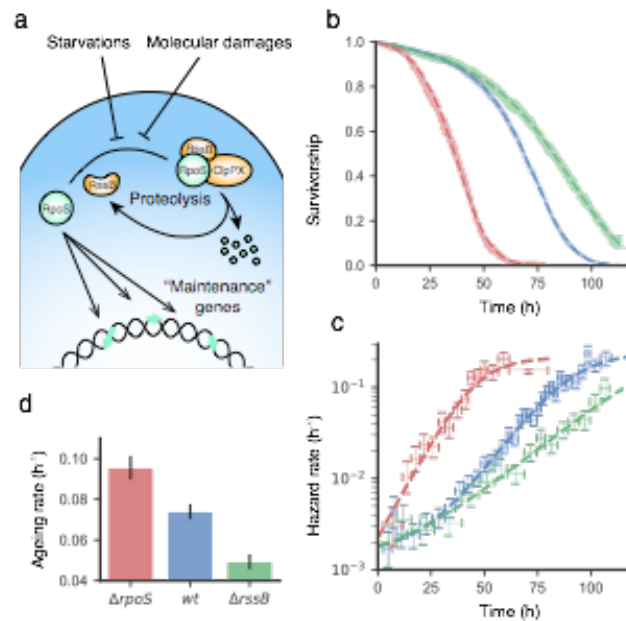 a
Starvations
Molecular damages
RssB
RpoS
ClpPX
RssB
RpoS
Proteolysis
"Maintenance"
genes
b
Survivorship
1.0
0.8
0.6
0.4
0.2
0.0
0
25
50
75
100
Time (h)
c
Hazard rate (h⁻¹)
10⁻¹
10⁻²
10⁻³
0
25
50
75
100
Time (h)
d
Ageing rate (h⁻¹)
0.10
0.08
0.06
0.04
ΔrpoS
wt
ΔrssB